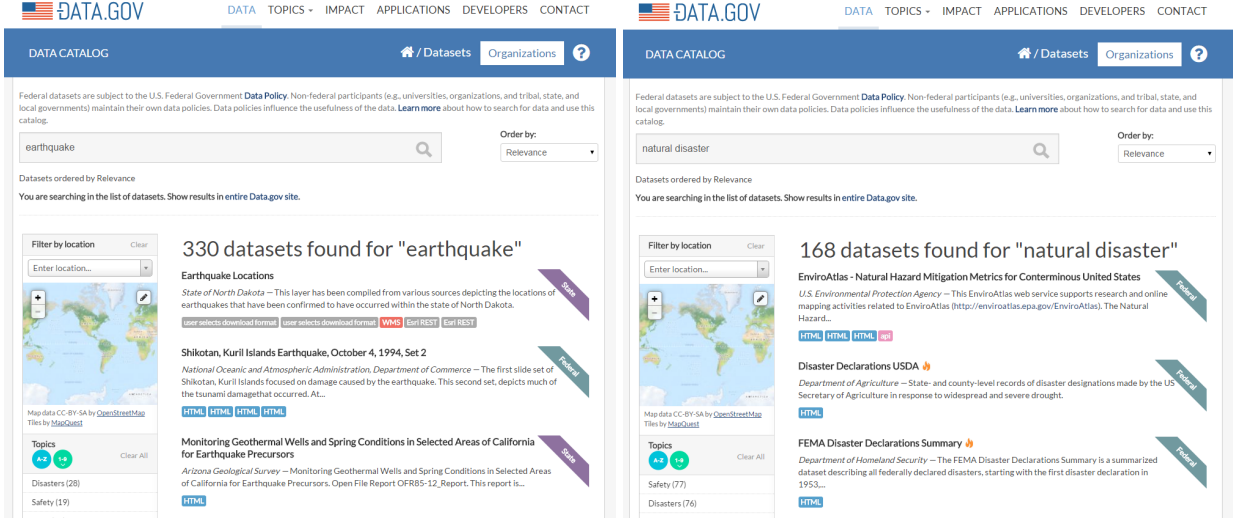 DATA.GOV
DATA TOPICS IMPACT APPLICATIONS DEVELOPERS CONTACT
DATA CATALOG
/ Datasets Organizations ?
Federal datasets are subject to the U.S. Federal Government Data Policy. Non-federal participants (e.g., universities, organizations, and tribal, state, and
local governments) maintain their own data policies. Data policies influence the usefulness of the data. Learn more about how to search for data and use this
catalog.
Order by:
earthquake
Relevance
Datasets ordered by Relevance
You are searching in the list of datasets. Show results in entire Data.gov site.
Filter by location Clear
Enter location...
+
-
Map data CC-BY-SA by OpenStreetMap
Tiles by MapQuest
Topics
A-Z 1-9 Clear All
Disasters (28)
Safety (19)
330 datasets found for "earthquake"
Earthquake Locations
State
State of North Dakota — This layer has been compiled from various sources depicting the locations of
earthquakes that have been confirmed to have occurred within the state of North Dakota.
user selects download format user selects download format WMS Esri REST Esri REST
Shikotan, Kuril Islands Earthquake, October 4, 1994, Set 2
Federal
National Oceanic and Atmospheric Administration, Department of Commerce — The first slide set of
Shikotan, Kuril Islands focused on damage caused by the earthquake. This second set, depicts much of
the tsunami damagethat occurred. At...
HTML HTML HTML HTML
Monitoring Geothermal Wells and Spring Conditions in Selected Areas of California
for Earthquake Precursors
State
Arizona Geological Survey — Monitoring Geothermal Wells and Spring Conditions in Selected Areas
of California for Earthquake Precursors. Open File Report OFR85-12_Report. This report is...
HTML
DATA.GOV
DATA TOPICS IMPACT APPLICATIONS DEVELOPERS CONTACT
DATA CATALOG
/ Datasets Organizations ?
Federal datasets are subject to the U.S. Federal Government Data Policy. Non-federal participants (e.g., universities, organizations, and tribal, state, and
local governments) maintain their own data policies. Data policies influence the usefulness of the data. Learn more about how to search for data and use this
catalog.
Order by:
natural disaster
Relevance
Datasets ordered by Relevance
You are searching in the list of datasets. Show results in entire Data.gov site.
Filter by location Clear
Enter location...
+
-
Map data CC-BY-SA by OpenStreetMap
Tiles by MapQuest
Topics
A-Z 1-9 Clear All
Safety (77)
Disasters (76)
168 datasets found for "natural disaster"
EnviroAtlas - Natural Hazard Mitigation Metrics for Conterminous United States
Federal
U.S. Environmental Protection Agency — This EnviroAtlas web service supports research and online
mapping activities related to EnviroAtlas (http://enviroatlas.epa.gov/EnviroAtlas). The Natural
Hazard...
HTML HTML HTML api
Disaster Declarations USDA
Federal
Department of Agriculture — State- and county-level records of disaster designations made by the US
Secretary of Agriculture in response to widespread and severe drought.
HTML
FEMA Disaster Declarations Summary
Federal
Department of Homeland Security — The FEMA Disaster Declarations Summary is a summarized
dataset describing all federally declared disasters, starting with the first disaster declaration in
1953,...
HTML